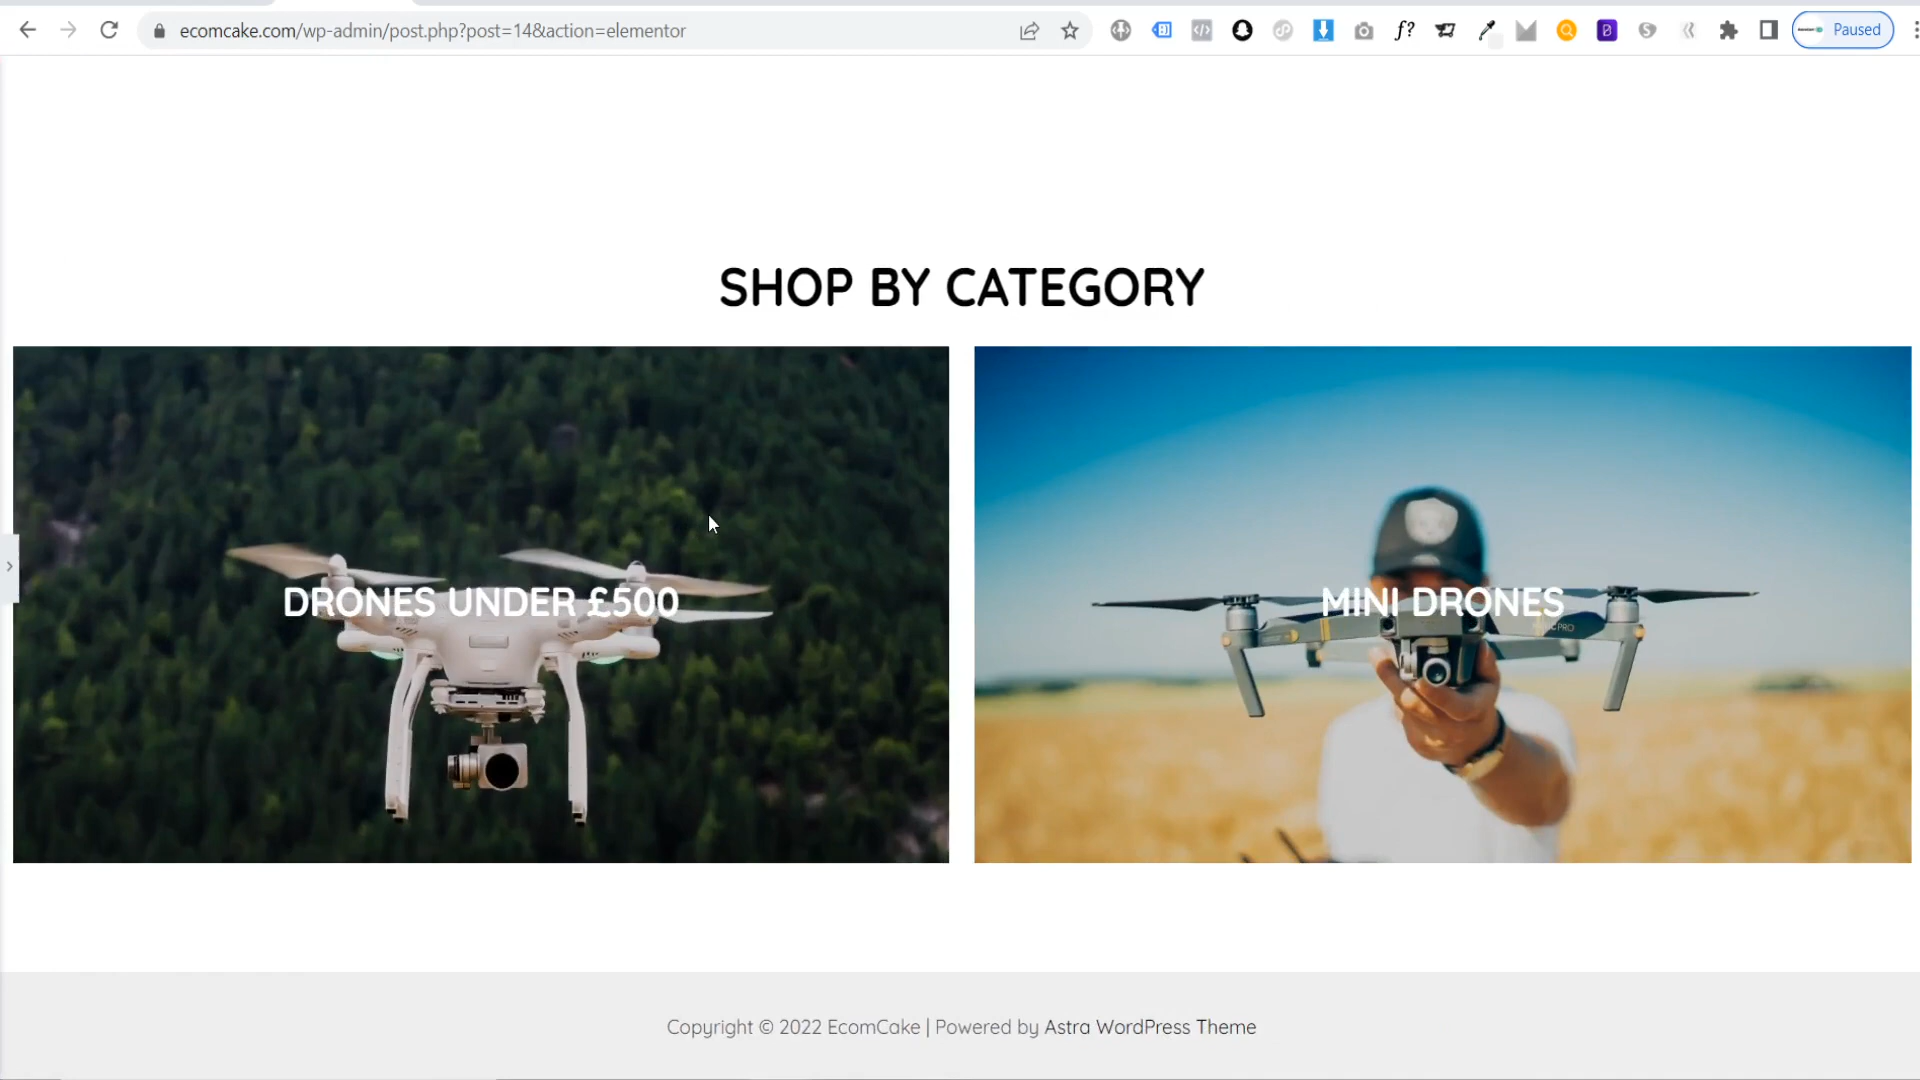 ecomcake.com/wp-admin/post.php?post=14&action=elementor
f?
Paused
SHOP BY CATEGORY
DRONES UNDER £500
MINI DRONES
PRO
Copyright © 2022 EcomCake | Powered by Astra WordPress Theme